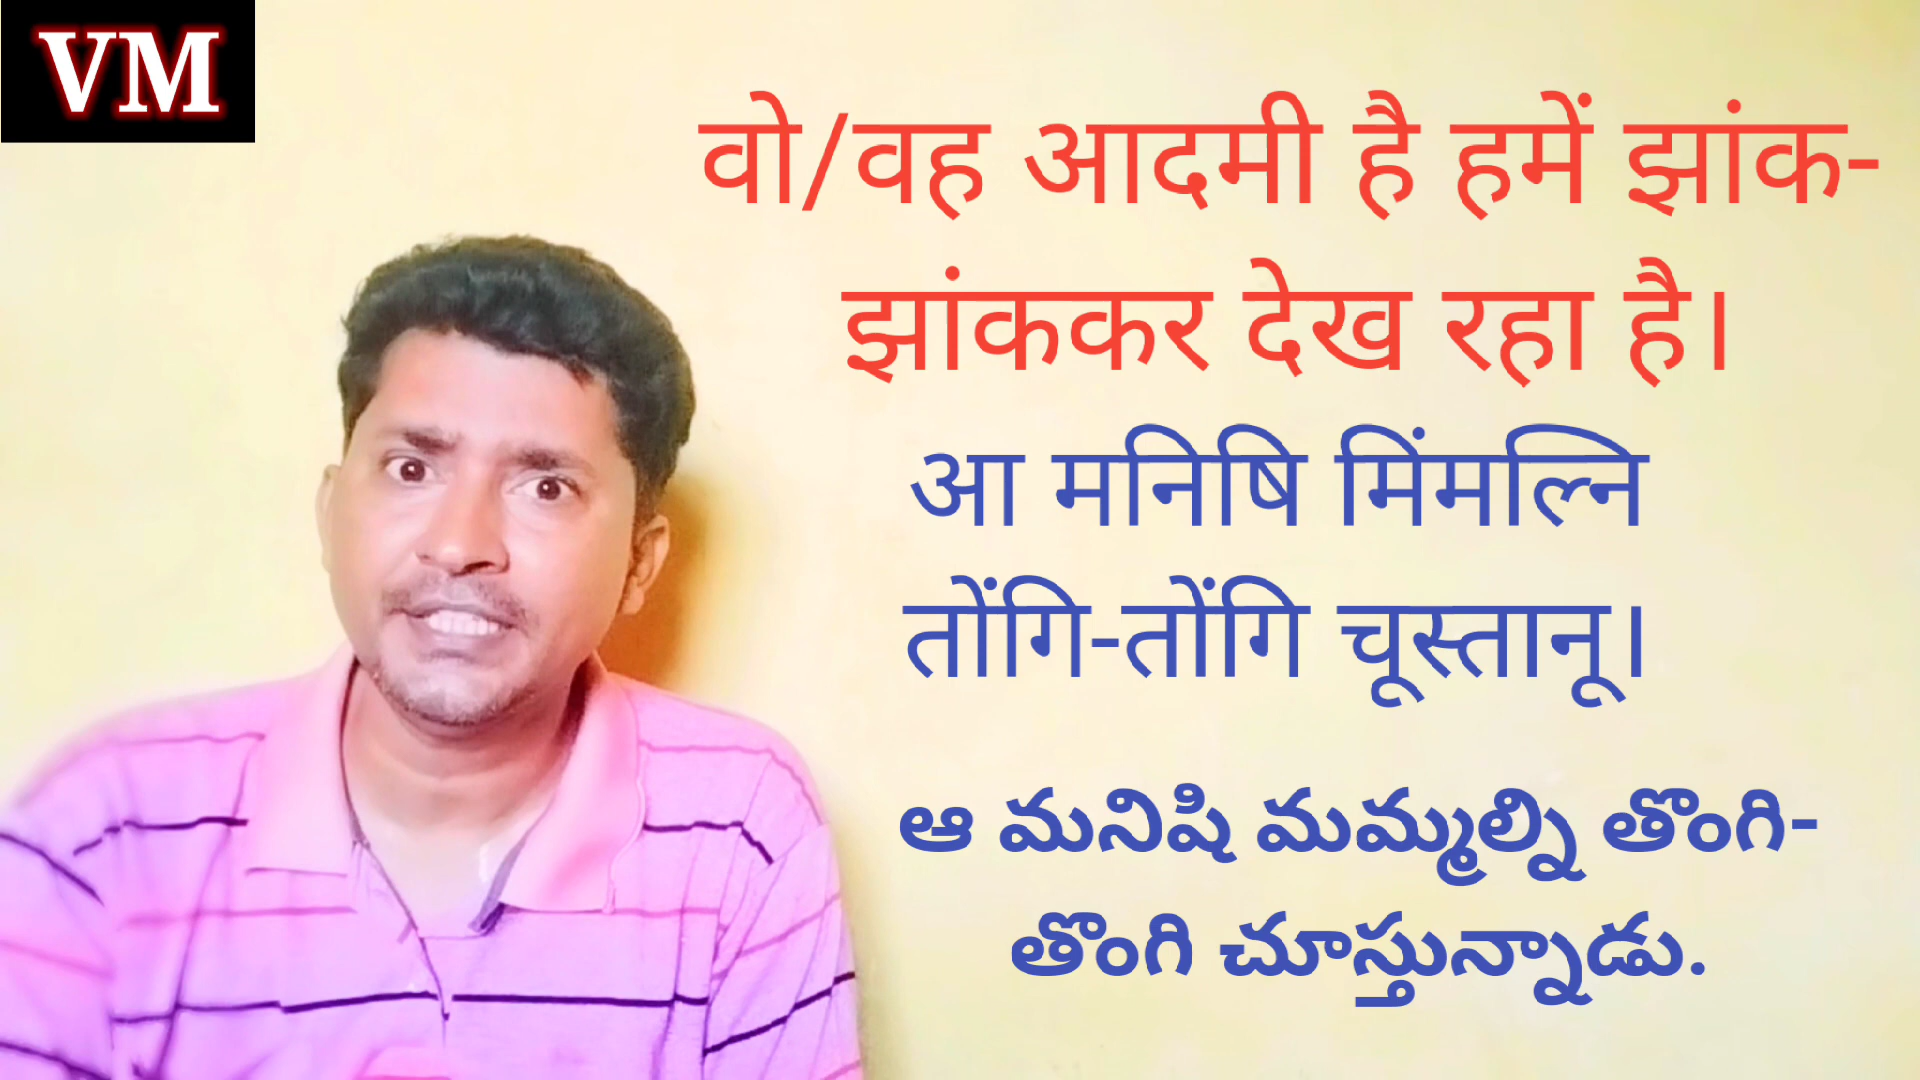 VM
वो/वह आदमी है हमें झांक-
झांककर देख रहा है।
आ मनिषि मिंमल्नि
तोंगि-तोंगि चूस्तानू।
ఆ మనిషి మమ్మల్ని తొంగి-
తొంగి చూస్తున్నాడు.